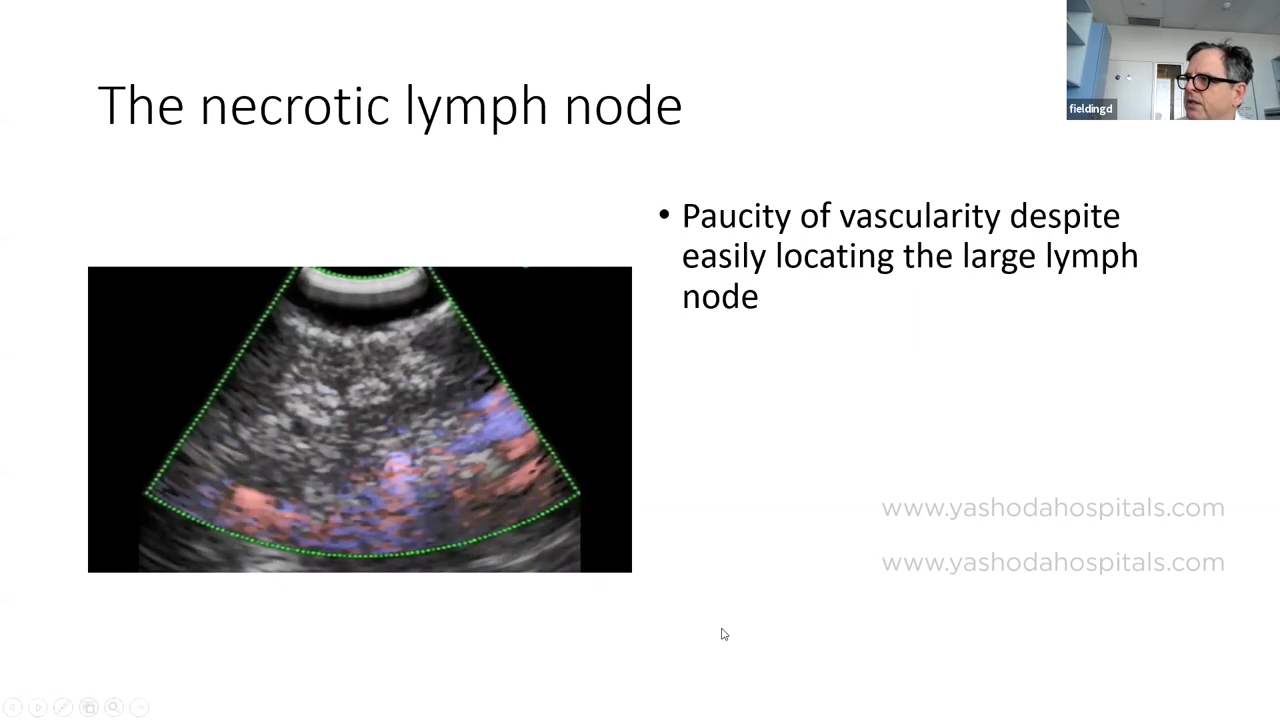 fieldingd
The necrotic lymph node
• Paucity of vascularity despite
easily locating the large lymph
node
www.yashodahospitals.com
www.yashodahospitals.com